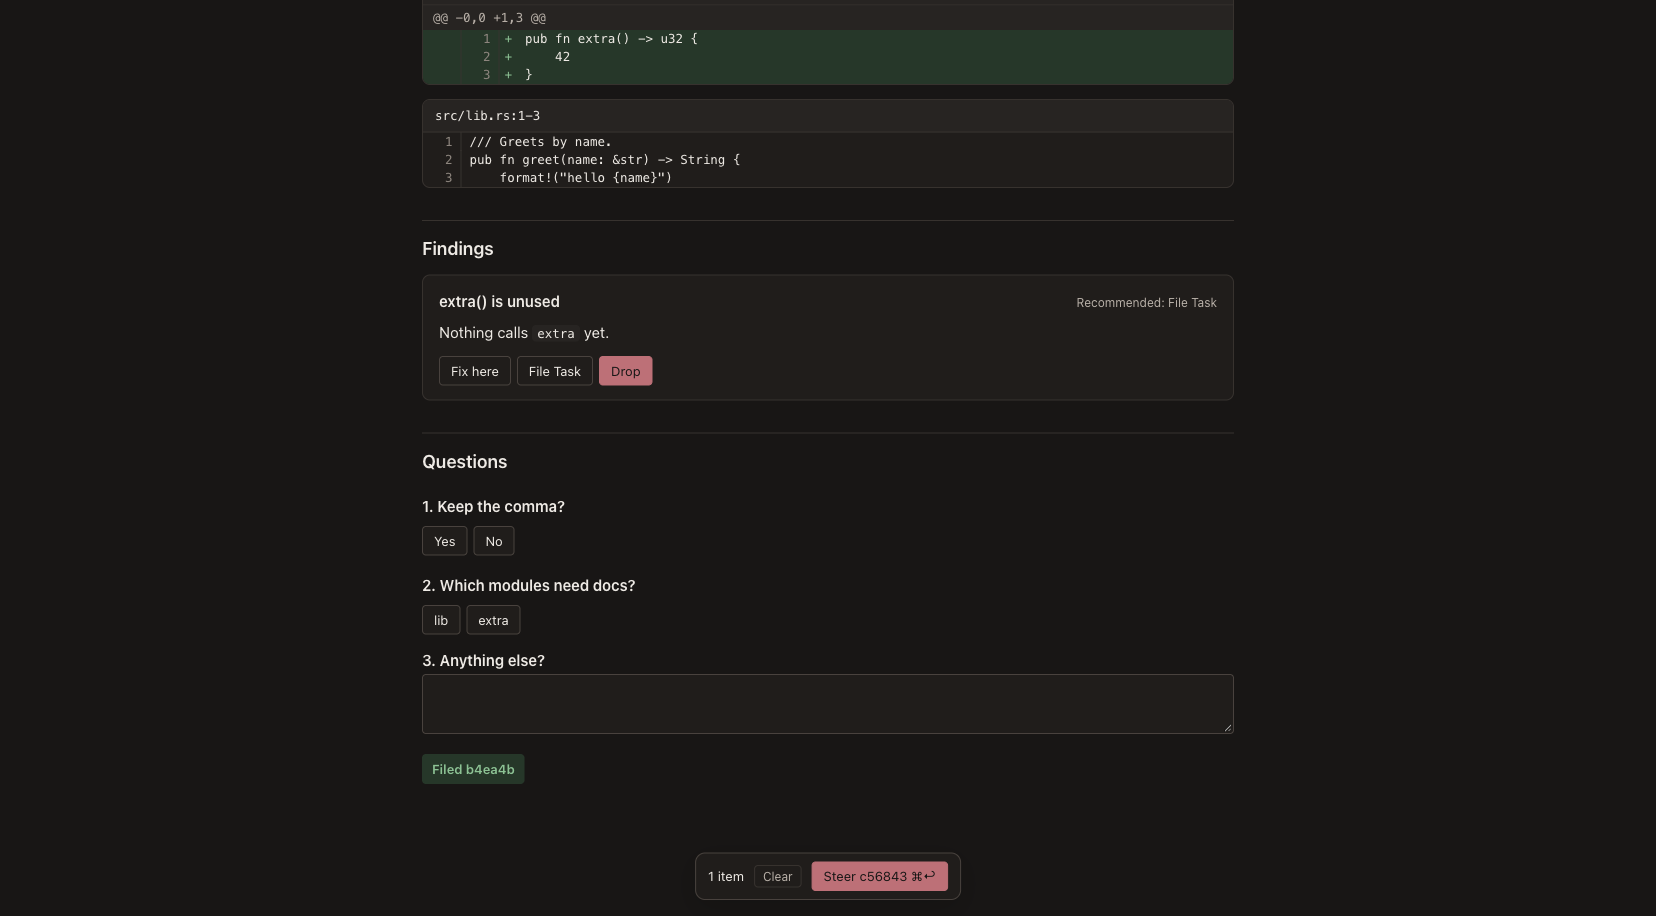 @@ -0,0 +1,3 @@
1 + pub fn extra() -> u32 {
2 +     42
3 + }
src/lib.rs:1-3
1 /// Greets by name.
2 pub fn greet(name: &str) -> String {
3     format!("hello {name}")
Findings
extra() is unused Recommended: File Task
Nothing calls extra yet.
Fix here File Task Drop
Questions
1. Keep the comma?
Yes No
2. Which modules need docs?
lib extra
3. Anything else?
Filed b4ea4b
1 item Clear Steer c56843 ⌘↩